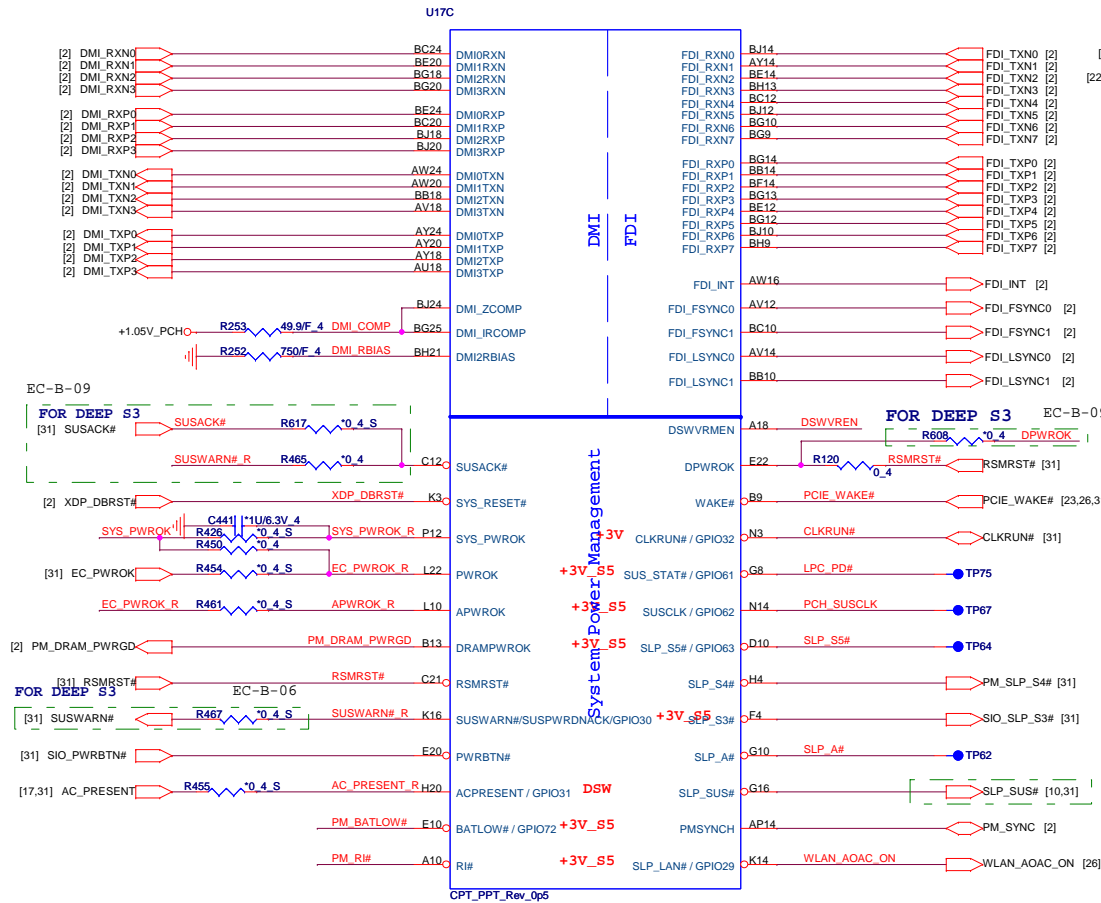 U17C
[2] DMI_RXN0 BC24 DMI0RXN FDI_RXN0 BJ14 FDI_TXN0 [2] [
[2] DMI_RXN1 BE20 DMI1RXN FDI_RXN1 AY14 FDI_TXN1 [2]
[2] DMI_RXN2 BG18 DMI2RXN FDI_RXN2 BE14 FDI_TXN2 [2] [22
[2] DMI_RXN3 BG20 DMI3RXN FDI_RXN3 BH13 FDI_TXN3 [2]
FDI_RXN4 BC12 FDI_TXN4 [2]
[2] DMI_RXP0 BE24 DMI0RXP FDI_RXN5 BJ12 FDI_TXN5 [2]
[2] DMI_RXP1 BC20 DMI1RXP FDI_RXN6 BG10 FDI_TXN6 [2]
[2] DMI_RXP2 BJ18 DMI2RXP FDI_RXN7 BG9 FDI_TXN7 [2]
[2] DMI_RXP3 BJ20 DMI3RXP
FDI_RXP0 BG14 FDI_TXP0 [2]
[2] DMI_TXN0 AW24 DMI0TXN FDI_RXP1 BB14 FDI_TXP1 [2]
[2] DMI_TXN1 AW20 DMI1TXN FDI_RXP2 BF14 FDI_TXP2 [2]
[2] DMI_TXN2 BB18 DMI2TXN FDI_RXP3 BG13 FDI_TXP3 [2]
[2] DMI_TXN3 AV18 DMI3TXN FDI_RXP4 BE12 FDI_TXP4 [2]
FDI_RXP5 BG12 FDI_TXP5 [2]
[2] DMI_TXP0 AY24 DMI0TXP FDI_RXP6 BJ10 FDI_TXP6 [2]
[2] DMI_TXP1 AY20 DMI1TXP FDI_RXP7 BH9 FDI_TXP7 [2]
[2] DMI_TXP2 AY18 DMI2TXP
[2] DMI_TXP3 AU18 DMI3TXP
DMI FDI
FDI_INT AW16 FDI_INT [2]
BJ24 DMI_ZCOMP FDI_FSYNC0 AV12 FDI_FSYNC0 [2]
+1.05V_PCH R253 49.9/F_4 DMI_COMP BG25 DMI_IRCOMP FDI_FSYNC1 BC10 FDI_FSYNC1 [2]
R252 750/F_4 DMI_RBIAS BH21 DMI2RBIAS FDI_LSYNC0 AV14 FDI_LSYNC0 [2]
FDI_LSYNC1 BB10 FDI_LSYNC1 [2]
EC-B-09
FOR DEEP S3 FOR DEEP S3 EC-B-09
[31] SUSACK# SUSACK# R617 *0_4_S DSWVRMEN A18 DSWVREN
R608 *0_4 DPWROK
SUSWARN#_R R465 *0_4 C12 SUSACK# DPWROK E22 R120 0_4 RSMRST# RSMRST# [31]
System Power Management
[2] XDP_DBRST# XDP_DBRST# K3 SYS_RESET# WAKE# B9 PCIE_WAKE# PCIE_WAKE# [23,26,3
C441 *1U/6.3V_4
SYS_PWROK R426 *0_4_S SYS_PWROK_R P12 SYS_PWROK +3V CLKRUN# / GPIO32 N3 CLKRUN# CLKRUN# [31]
R450 *0_4
[31] EC_PWROK R454 *0_4_S EC_PWROK_R L22 PWROK +3V_S5 SUS_STAT# / GPIO61 G8 LPC_PD# TP75
EC_PWROK_R R461 *0_4_S APWROK_R L10 APWROK +3V_S5 SUSCLK / GPIO62 N14 PCH_SUSCLK TP67
[2] PM_DRAM_PWRGD PM_DRAM_PWRGD B13 DRAMPWROK +3V_S5 SLP_S5# / GPIO63 D10 SLP_S5# TP64
[31] RSMRST# RSMRST# C21 RSMRST# SLP_S4# H4 PM_SLP_S4# [31]
FOR DEEP S3 EC-B-06
[31] SUSWARN# R467 *0_4_S SUSWARN#_R K16 SUSWARN#/SUSPWRDNACK/GPIO30 +3V_S5 SLP_S3# F4 SIO_SLP_S3# [31]
[31] SIO_PWRBTN# E20 PWRBTN# SLP_A# G10 SLP_A# TP62
[17,31] AC_PRESENT R455 *0_4_S AC_PRESENT_R H20 ACPRESENT / GPIO31 DSW SLP_SUS# G16 SLP_SUS# [10,31]
PM_BATLOW# E10 BATLOW# / GPIO72 +3V_S5 PMSYNCH AP14 PM_SYNC [2]
PM_RI# A10 RI# +3V_S5 SLP_LAN# / GPIO29 K14 WLAN_AOAC_ON WLAN_AOAC_ON [26]
CPT_PPT_Rev_0p5